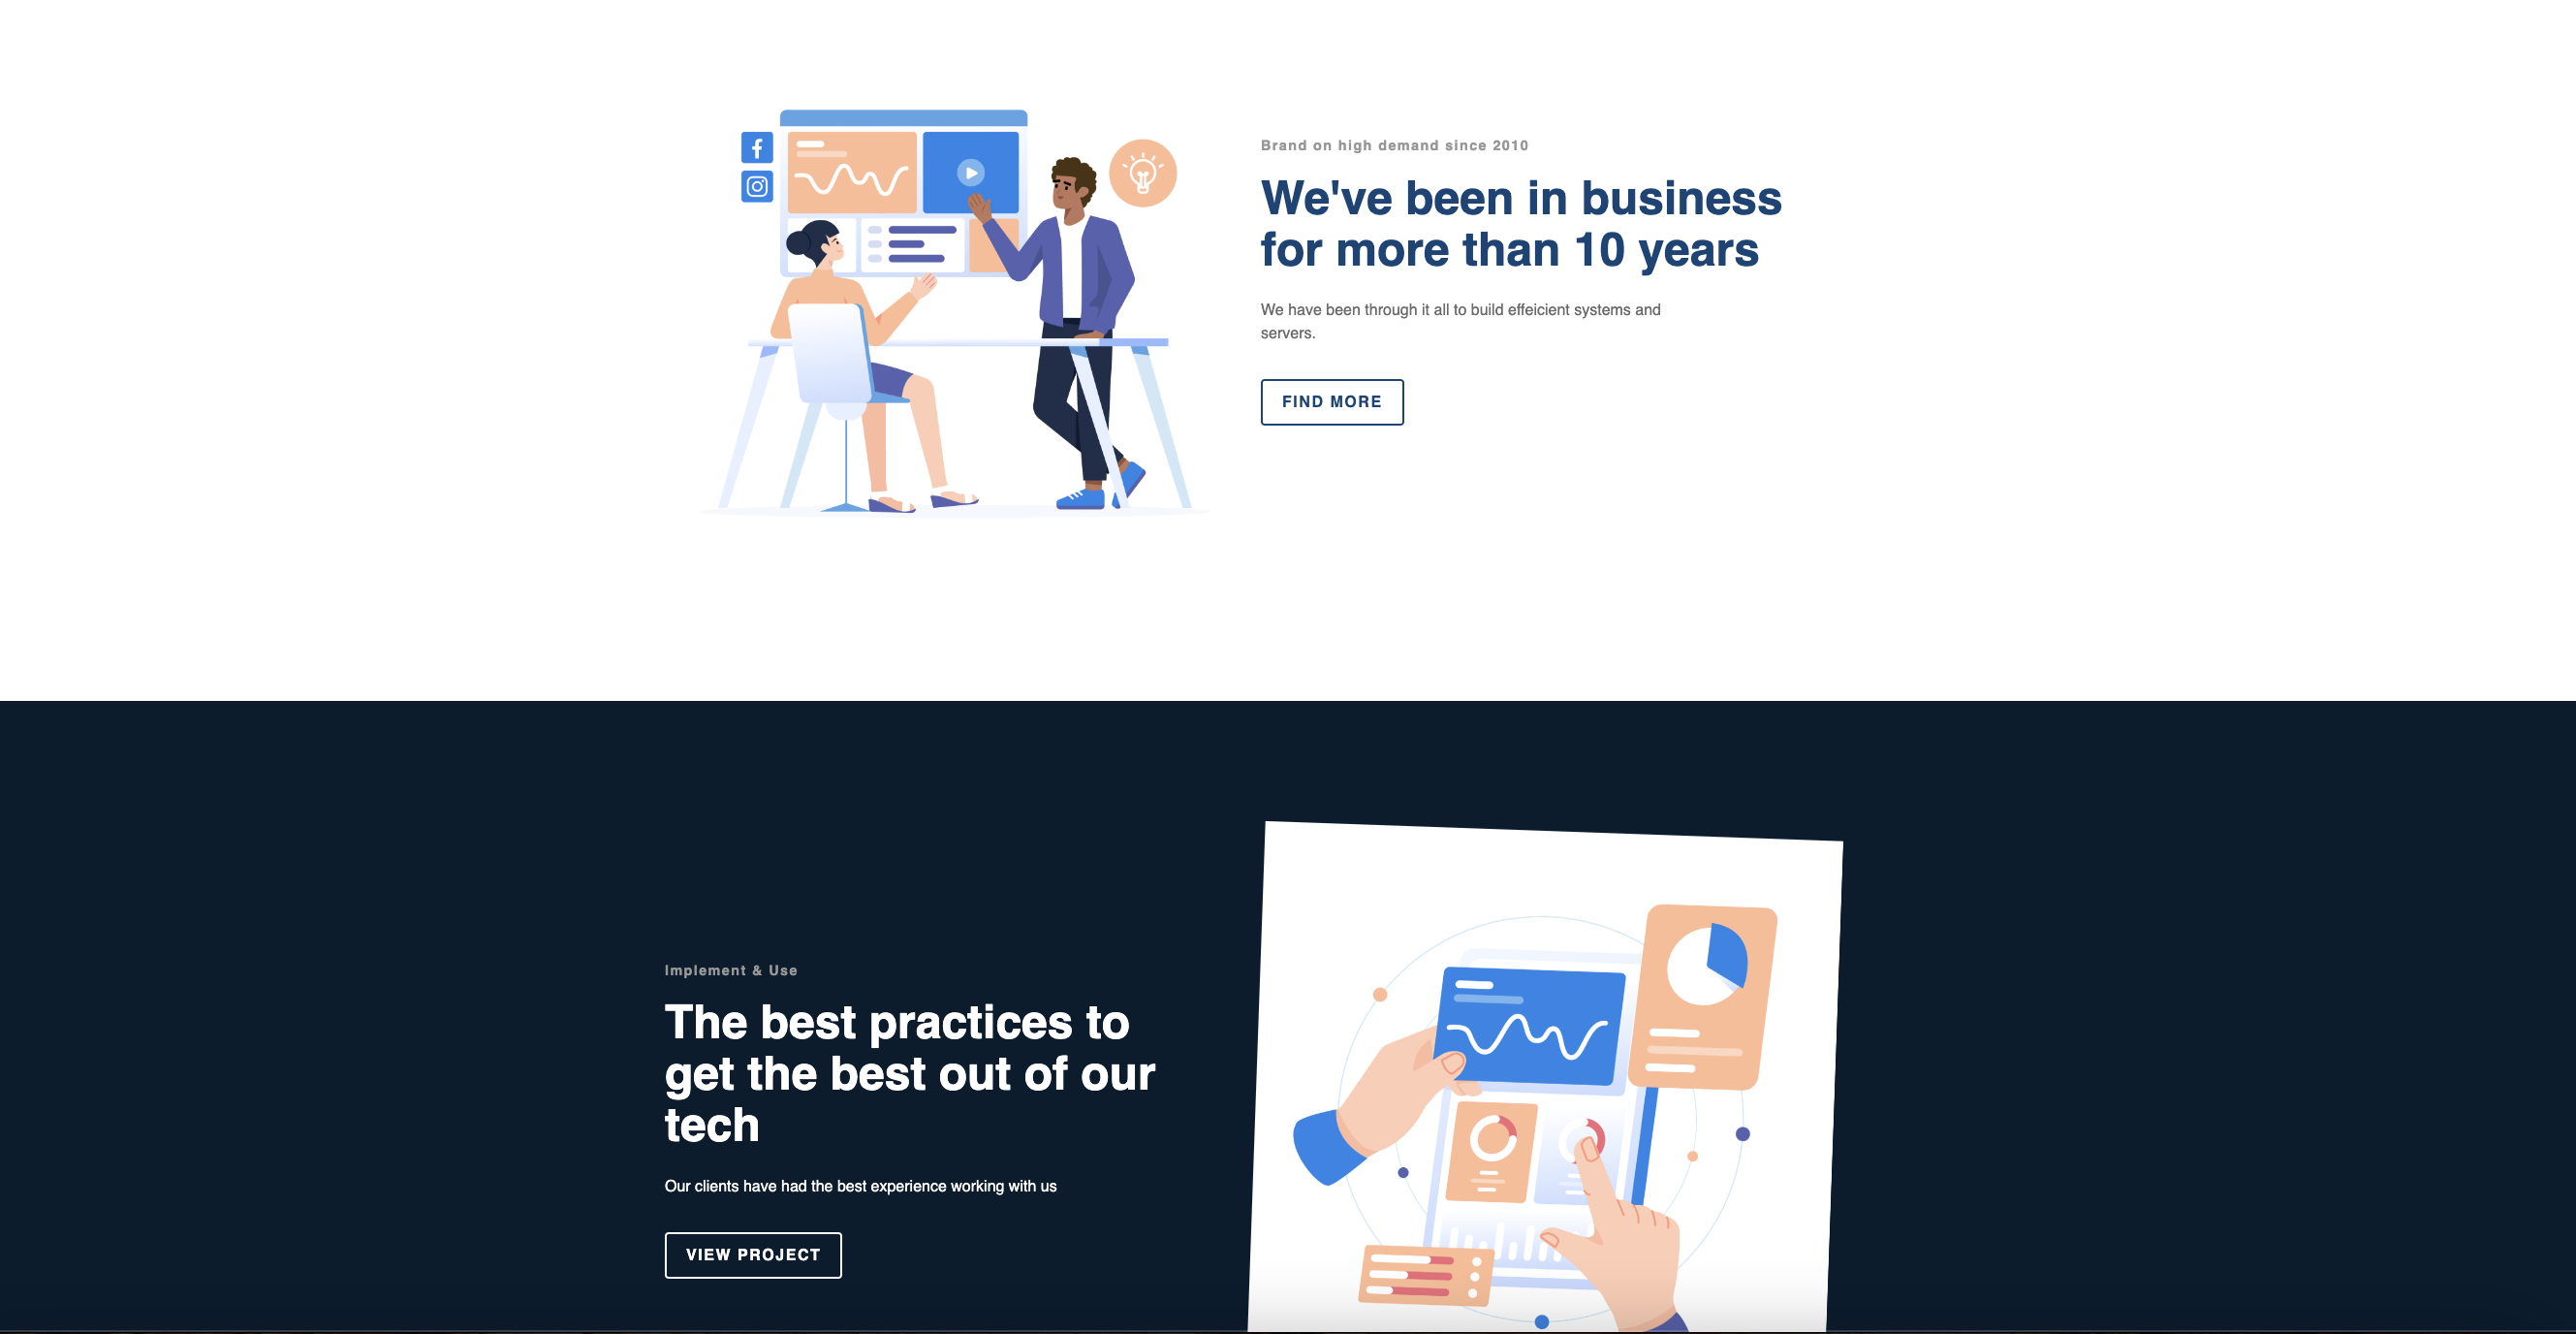 Brand on high demand since 2010
We've been in business
for more than 10 years
We have been through it all to build effeicient systems and
servers.
FIND MORE
Implement & Use
The best practices to
get the best out of our
tech
Our clients have had the best experience working with us
VIEW PROJECT